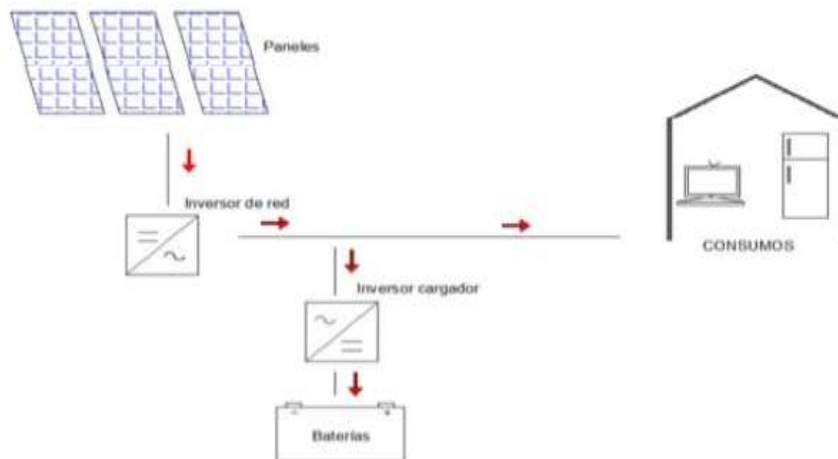 Paneles
Inversor de red
CONSUMOS
Inversor cargador
Baterías